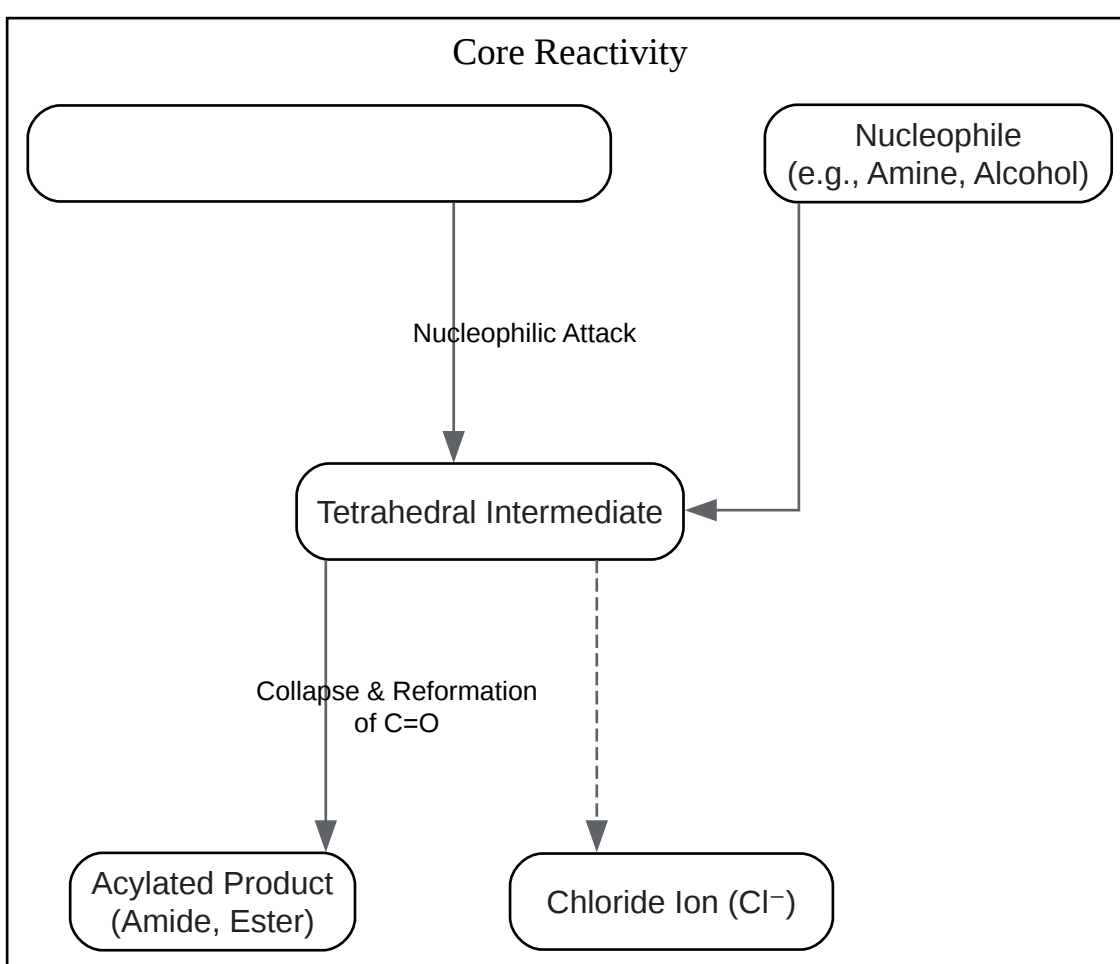 Core Reactivity
Nucleophile
(e.g., Amine, Alcohol)
Nucleophilic Attack
Tetrahedral Intermediate
Collapse & Reformation
of C=O
Acylated Product
(Amide, Ester)
Chloride Ion (Cl⁻)